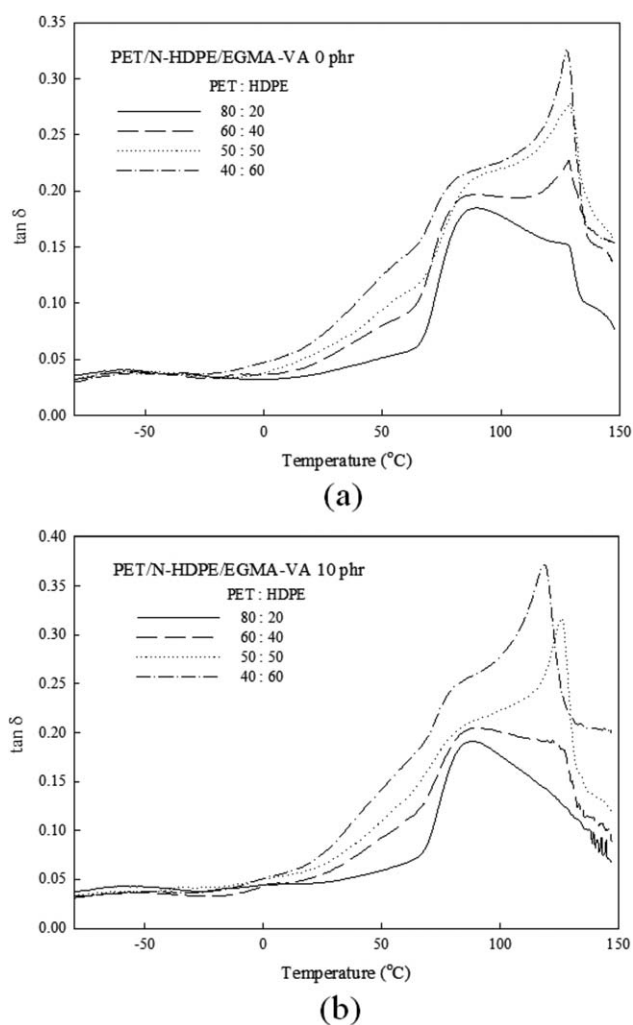 PET/N-HDPE/EGMA-VA 0 phr
PET : HDPE
80 : 20
60 : 40
50 : 50
40 : 60
0.35
0.30
0.25
0.20
0.15
0.10
0.05
0.00
tan δ
-50 0 50 100 150
Temperature (°C)
(a)
PET/N-HDPE/EGMA-VA 10 phr
PET : HDPE
80 : 20
60 : 40
50 : 50
40 : 60
0.40
0.35
0.30
0.25
0.20
0.15
0.10
0.05
0.00
tan δ
-50 0 50 100 150
Temperature (°C)
(b)